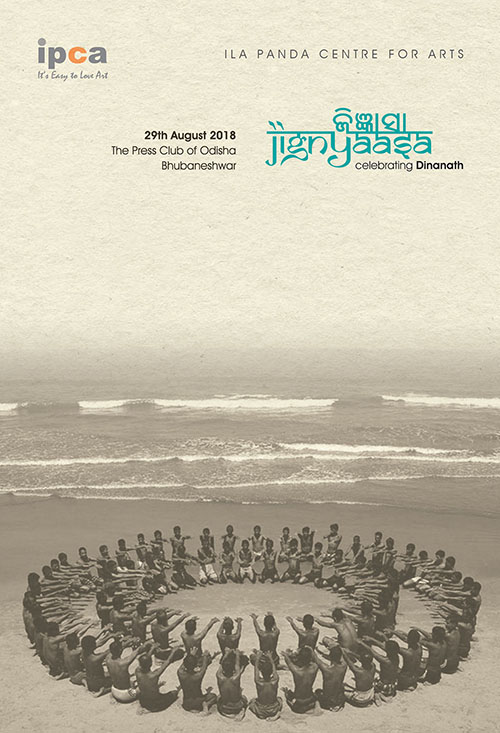 ipca
It's Easy to Love Art
ILA PANDA CENTRE FOR ARTS
29th August 2018
The Press Club of Odisha
Bhubaneshwar
ଜିଜ୍ଞାସା
jignyaasa
celebrating Dinanath